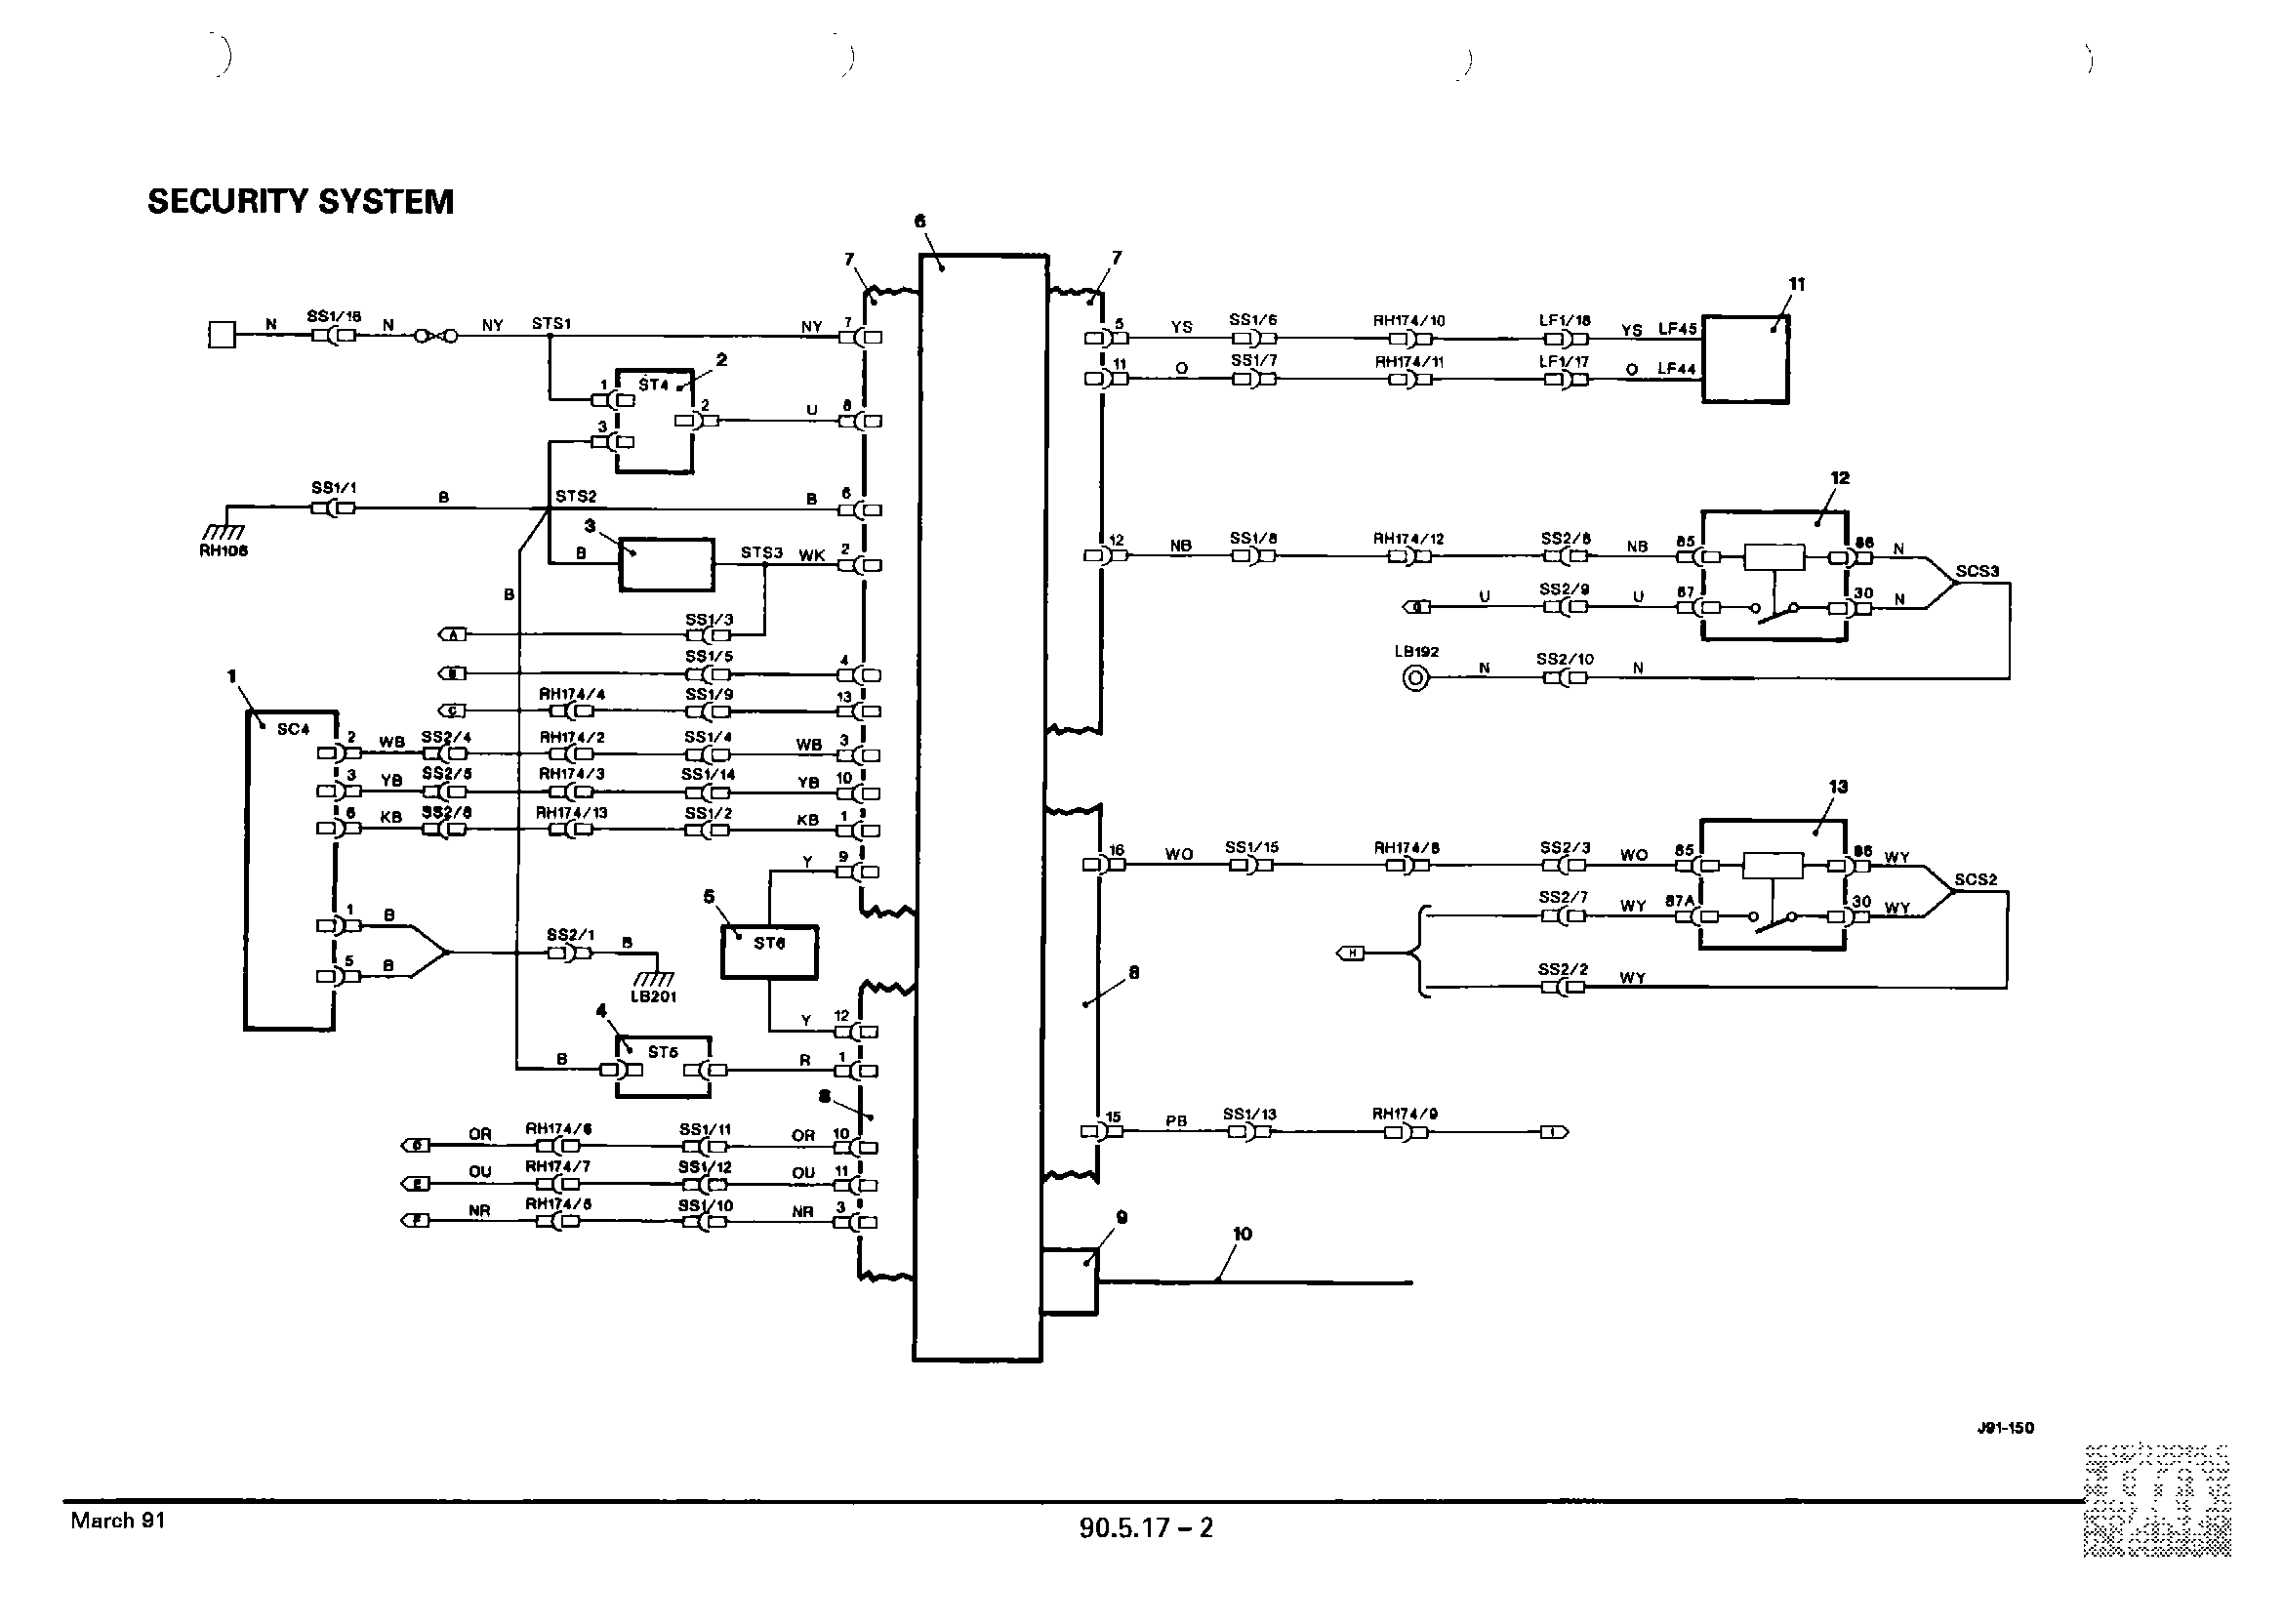 SECURITY SYSTEM
6
7
7
11
N
SS1/18
N
NY
STS1
NY
7
5
YS
SS1/6
RH174/10
LF1/18
YS
LF45
2
1
ST4
11
O
SS1/7
RH174/11
LF1/17
O
LF44
2
U
8
3
SS1/1
B
STS2
B
6
RH106
12
3
B
STS3
WK
2
12
NB
SS1/8
RH174/12
SS2/8
NB
85
86
N
SCS3
B
U
SS2/9
U
87
30
N
A
SS1/3
LB192
N
SS2/10
N
B
SS1/5
4
1
C
RH174/4
SS1/9
13
SC4
2
WB
SS2/4
RH174/2
SS1/4
WB
3
3
YB
SS2/5
RH174/3
SS1/14
YB
10
6
KB
SS2/8
RH174/13
SS1/2
KB
1
13
Y
9
16
WO
SS1/15
RH174/8
SS2/3
WO
85
86
WY
SCS2
5
1
B
SS2/7
WY
87A
30
WY
SS2/1
B
ST6
H
5
B
LB201
SS2/2
WY
8
4
Y
12
B
ST5
R
1
8
15
PB
SS1/13
RH174/9
I
OR
RH174/6
SS1/11
OR
10
E
OU
RH174/7
SS1/12
OU
11
F
NR
RH174/5
SS1/10
NR
3
9
10
J91-150
March 91
90.5.17 – 2